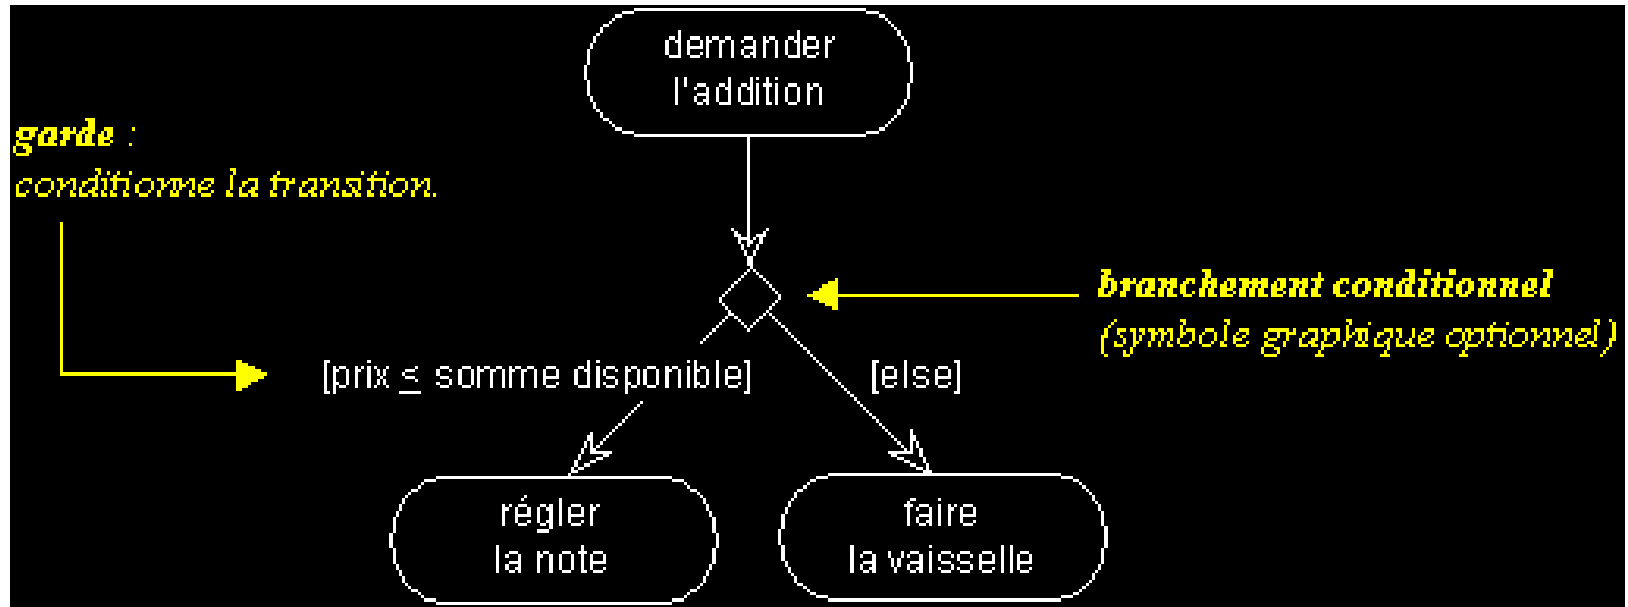 demander
l'addition
garde :
conditionne la transition.
branchement conditionnel
(symbole graphique optionnel)
[prix ≤ somme disponible]
[else]
régler
la note
faire
la vaisselle